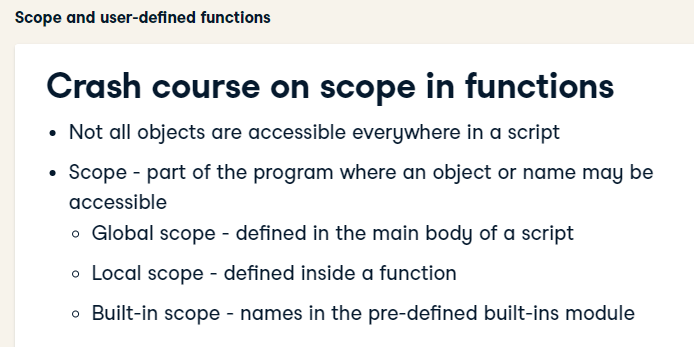 Scope and user-defined functions
Crash course on scope in functions
• Not all objects are accessible everywhere in a script
• Scope - part of the program where an object or name may be
accessible
◦ Global scope - defined in the main body of a script
◦ Local scope - defined inside a function
◦ Built-in scope - names in the pre-defined built-ins module